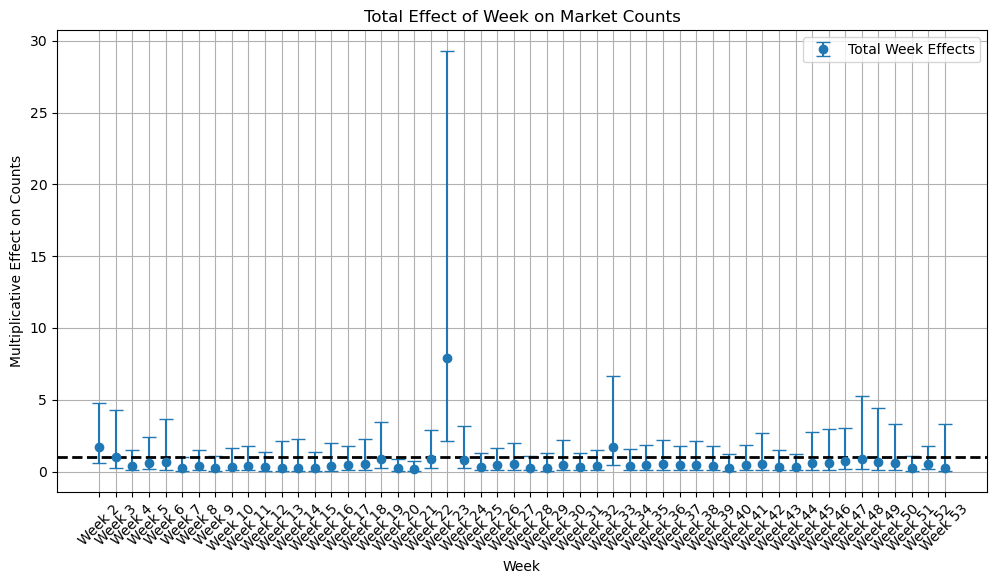 Total Effect of Week on Market Counts
Total Week Effects
Multiplicative Effect on Counts
30
25
20
15
10
5
0
Week 2
Week 3
Week 4
Week 5
Week 6
Week 7
Week 8
Week 9
Week 10
Week 11
Week 12
Week 13
Week 14
Week 15
Week 16
Week 17
Week 18
Week 19
Week 20
Week 21
Week 22
Week 23
Week 24
Week 25
Week 26
Week 27
Week 28
Week 29
Week 30
Week 31
Week 32
Week 33
Week 34
Week 35
Week 36
Week 37
Week 38
Week 39
Week 40
Week 41
Week 42
Week 43
Week 44
Week 45
Week 46
Week 47
Week 48
Week 49
Week 50
Week 51
Week 52
Week 53
Week